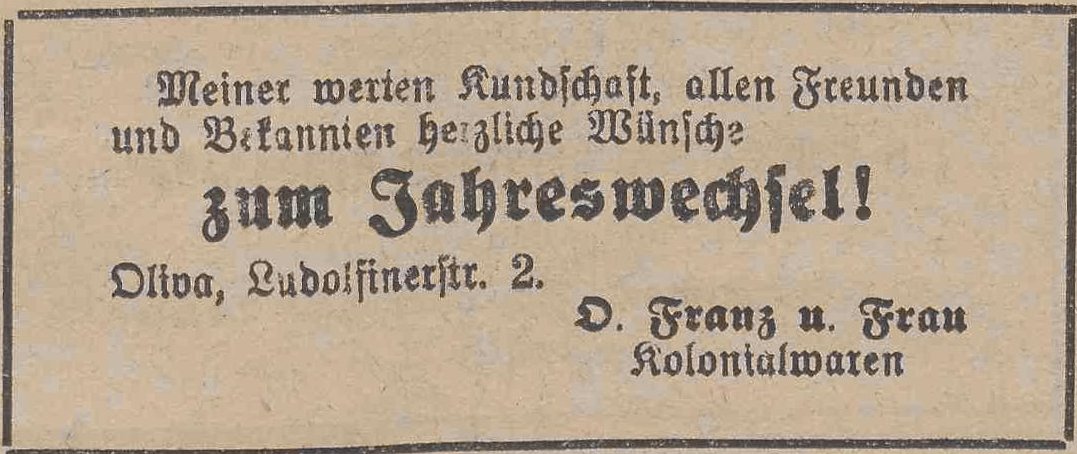 Meiner werten Kundschaft, allen Freunden
und Bekannten herzliche Wünsche
zum Jahreswechsel!
Oliva, Ludolfinerstr. 2.
O. Franz u. Frau
Kolonialwaren